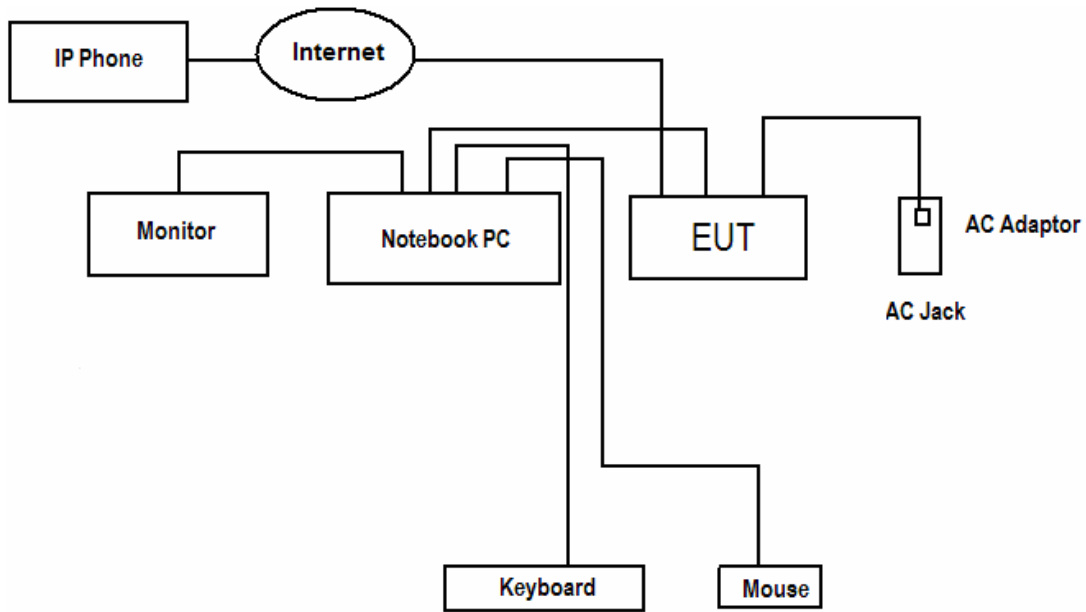 IP Phone
Internet
Monitor
Notebook PC
EUT
AC Adaptor
AC Jack
Keyboard
Mouse